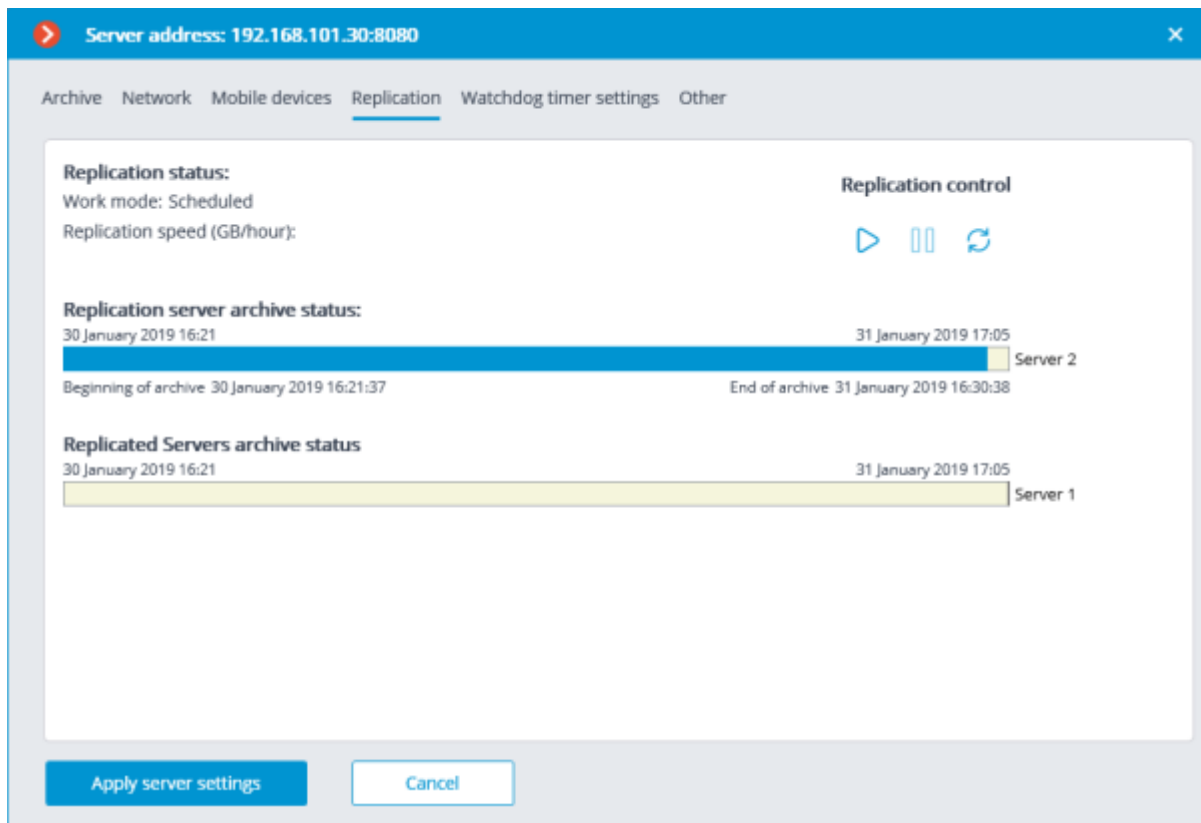 Server address: 192.168.101.30:8080
Archive Network Mobile devices Replication Watchdog timer settings Other
Replication status:
Work mode: Scheduled
Replication speed (GB/hour):
Replication control
Replication server archive status:
30 January 2019 16:21 31 January 2019 17:05
Server 2
Beginning of archive 30 January 2019 16:21:37 End of archive 31 January 2019 16:30:38
Replicated Servers archive status
30 January 2019 16:21 31 January 2019 17:05
Server 1
Apply server settings Cancel